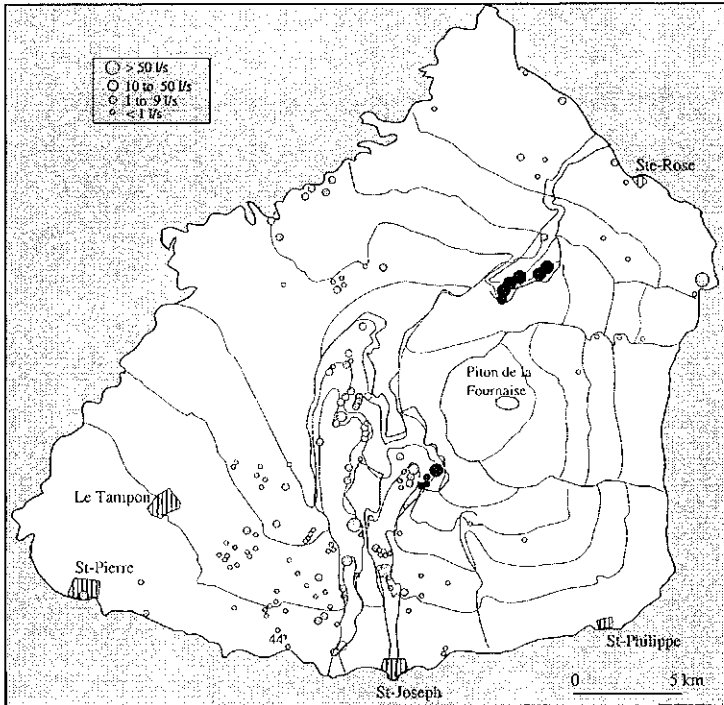 > 50 l/s
10 to 50 l/s
1 to 9 l/s
< 1 l/s
Ste-Rose
Piton de la
Fournaise
Le Tampon
St-Pierre
44
St-Philippe
St-Joseph
0 5 km